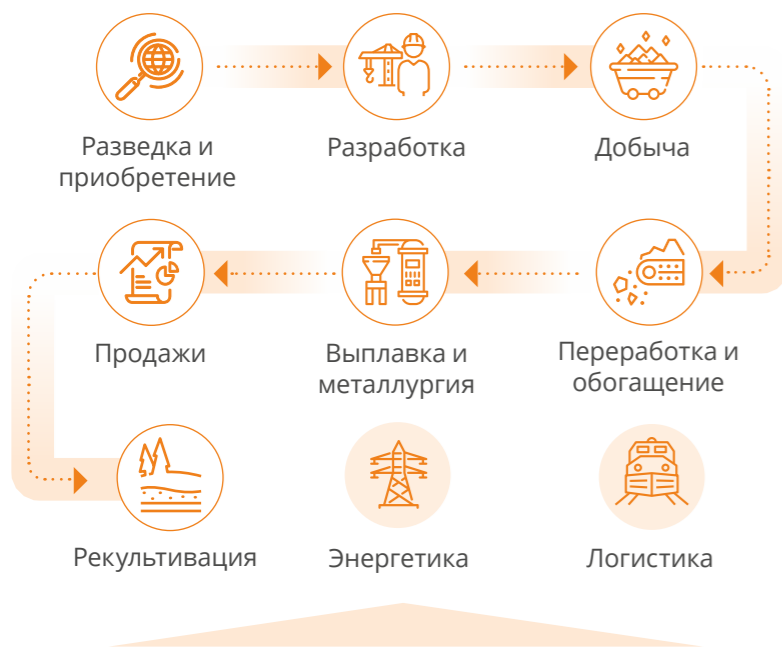 Разведка и
приобретение
Разработка
Добыча
Продажи
Выплавка и
металлургия
Переработка и
обогащение
Рекультивация
Энергетика
Логистика